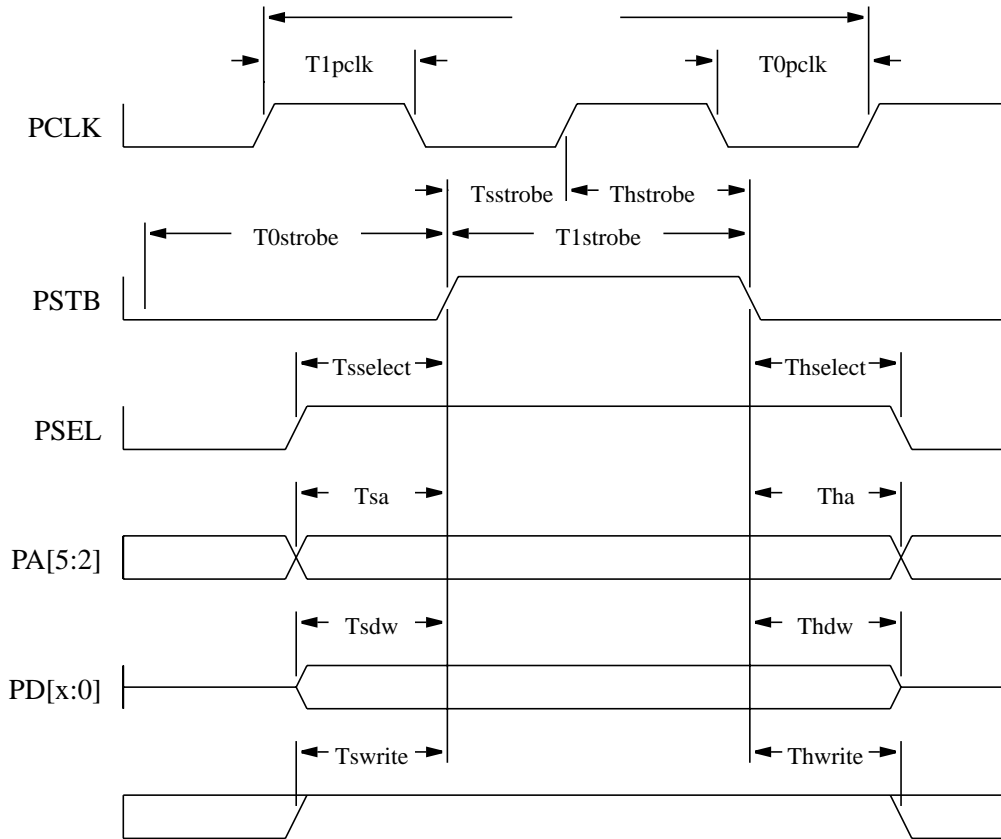 T1pclk T0pclk
PCLK
Tsstrobe Thstrobe
T0strobe T1strobe
PSTB
Tsselect Thselect
PSEL
Tsa Tha
PA[5:2]
Tsdw Thdw
PD[x:0]
Tswrite Thwrite